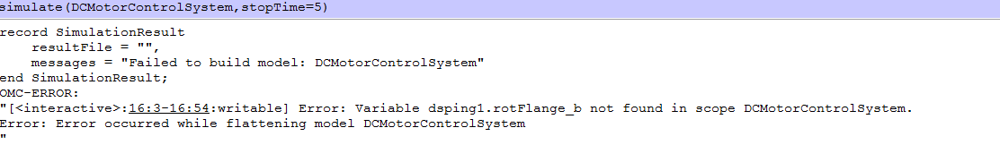 simulate(DCMotorControlSystem,stopTime=5)
record SimulationResult
    resultFile = "",
    messages = "Failed to build model: DCMotorControlSystem"
end SimulationResult;
OMC-ERROR:
"[<interactive>:16:3-16:54:writable] Error: Variable dsping1.rotFlange_b not found in scope DCMotorControlSystem.
Error: Error occurred while flattening model DCMotorControlSystem
"